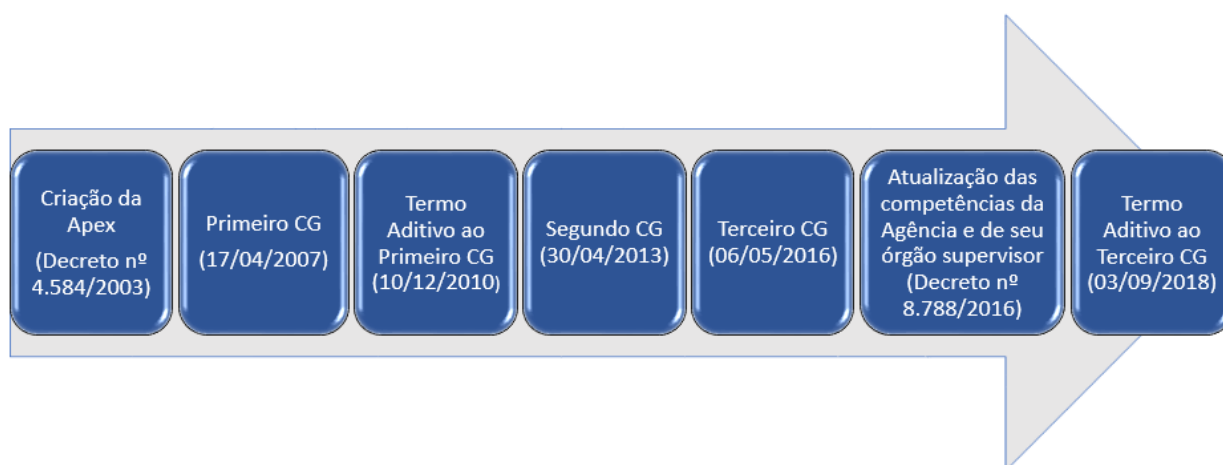 Criação da
Apex
(Decreto nº
4.584/2003)
Primeiro CG
(17/04/2007)
Termo
Aditivo ao
Primeiro CG
(10/12/2010)
Segundo CG
(30/04/2013)
Terceiro CG
(06/05/2016)
Atualização das
competências da
Agência e de seu
órgão supervisor
(Decreto nº
8.788/2016)
Termo
Aditivo ao
Terceiro CG
(03/09/2018)